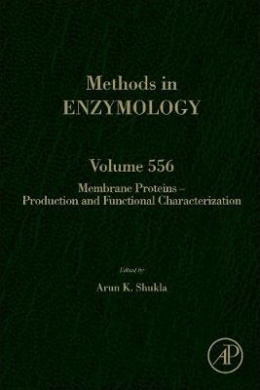 Methods in
ENZYMOLOGY
Volume 556
Membrane Proteins –
Production and Functional Characterization
Edited by
Arun K. Shukla
AP